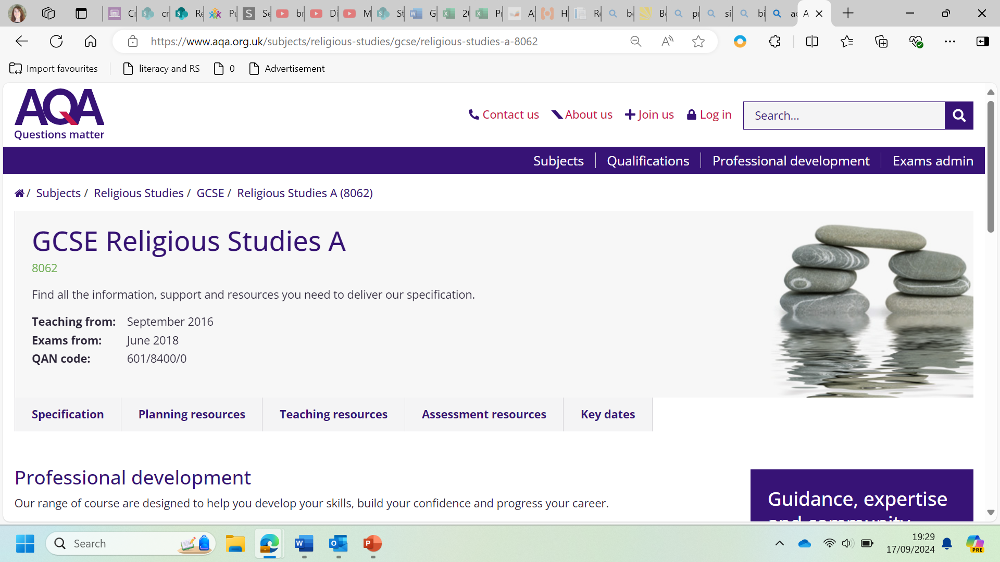 Cr
cr
Re
Pu
Se
br
Di
M
St
G
20
Pr
A
H
Re
be
Be
pr
si
bi
ac
A
https://www.aqa.org.uk/subjects/religious-studies/gcse/religious-studies-a-8062
Import favourites
literacy and RS
0
Advertisement
AQA
Questions matter
Contact us
About us
Join us
Log in
Search...
Subjects
Qualifications
Professional development
Exams admin
/ Subjects / Religious Studies / GCSE / Religious Studies A (8062)
GCSE Religious Studies A
8062
Find all the information, support and resources you need to deliver our specification.
Teaching from: September 2016
Exams from: June 2018
QAN code: 601/8400/0
Specification
Planning resources
Teaching resources
Assessment resources
Key dates
Professional development
Our range of course are designed to help you develop your skills, build your confidence and progress your career.
Guidance, expertise
and community
Search
19:29
17/09/2024
PRE